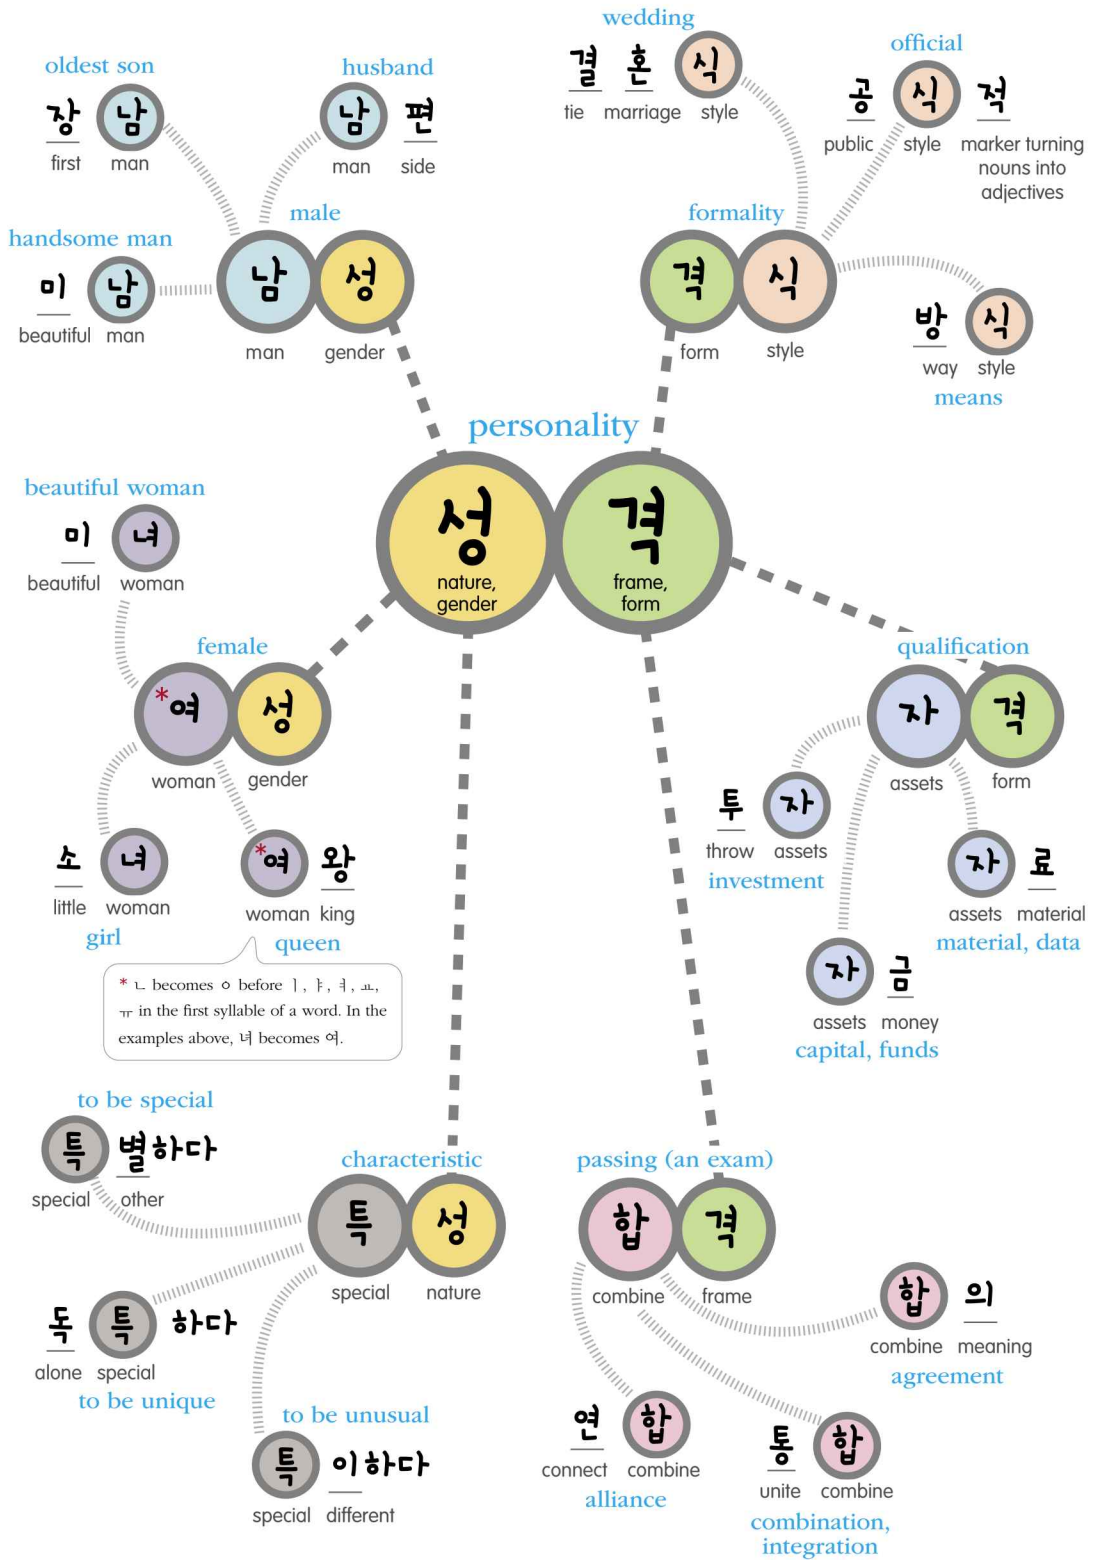 wedding
결 혼 식
tie marriage style
official
공 식 적
public style marker turning
nouns into
adjectives
oldest son
장 남
first man
husband
남 편
man side
male
남 성
man gender
handsome man
미 남
beautiful man
formality
격 식
form style
방 식
way style
means
personality
성 격
nature,
gender
frame,
form
beautiful woman
미 녀
beautiful woman
female
*여 성
woman gender
소 녀
little woman
girl
*여 왕
woman king
queen
* ㄴ becomes ㅇ before ㅣ, ㅑ, ㅕ, ㅛ,
ㅠ in the first syllable of a word. In the
examples above, 녀 becomes 여.
qualification
자 격
assets form
투 자
throw assets
investment
자 료
assets material
material, data
자 금
assets money
capital, funds
to be special
특 별하다
special other
characteristic
특 성
special nature
독 특 하다
alone special
to be unique
to be unusual
특 이하다
special different
passing (an exam)
합 격
combine frame
합 의
combine meaning
agreement
연 합
connect combine
alliance
통 합
unite combine
combination,
integration